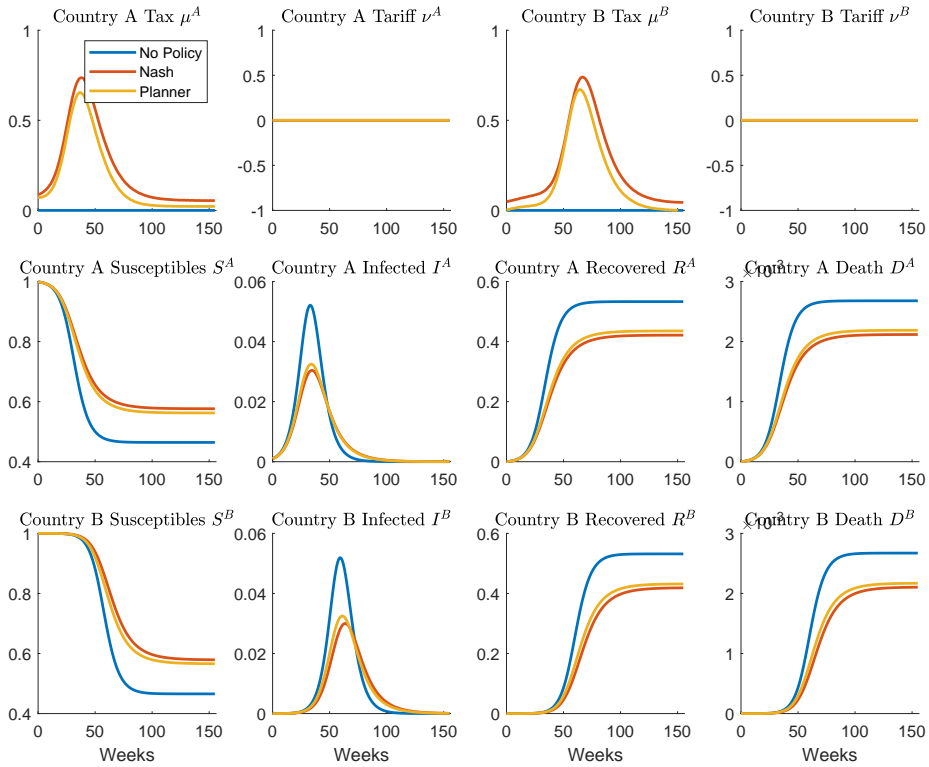 Country A Tax μ^A
Country A Tariff ν^A
Country B Tax μ^B
Country B Tariff ν^B
1
0.5
0
0 50 100 150
No Policy
Nash
Planner
1
0.5
0
-0.5
-1
0 50 100 150
1
0.5
0
0 50 100 150
1
0.5
0
-0.5
-1
0 50 100 150
Country A Susceptibles S^A
Country A Infected I^A
Country A Recovered R^A
×10^-3
Country A Death D^A
1
0.8
0.6
0.4
0 50 100 150
0.06
0.04
0.02
0
0 50 100 150
0.6
0.4
0.2
0
0 50 100 150
3
2
1
0
0 50 100 150
Country B Susceptibles S^B
Country B Infected I^B
Country B Recovered R^B
×10^-3
Country B Death D^B
1
0.8
0.6
0.4
0 50 100 150
Weeks
0.06
0.04
0.02
0
0 50 100 150
Weeks
0.6
0.4
0.2
0
0 50 100 150
Weeks
3
2
1
0
0 50 100 150
Weeks